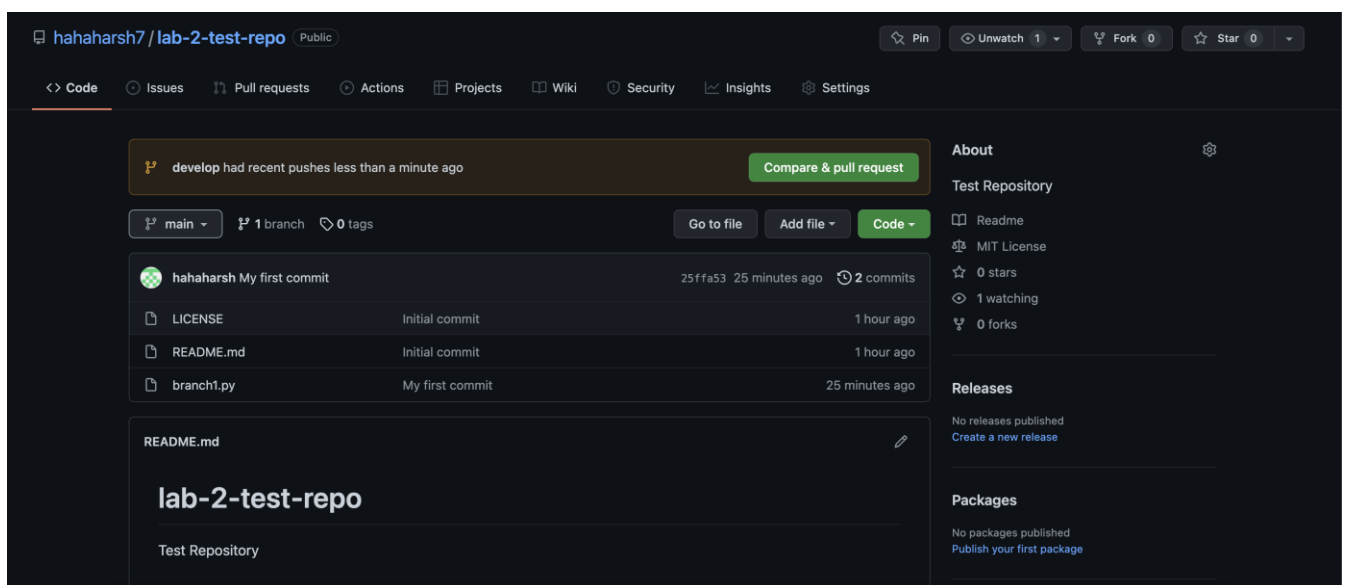 hahaharsh7 / lab-2-test-repo Public
Pin Unwatch 1 Fork 0 Star 0
<> Code Issues Pull requests Actions Projects Wiki Security Insights Settings
develop had recent pushes less than a minute ago Compare & pull request
main 1 branch 0 tags Go to file Add file Code
hahaharsh My first commit 25ffa53 25 minutes ago 2 commits
LICENSE Initial commit 1 hour ago
README.md Initial commit 1 hour ago
branch1.py My first commit 25 minutes ago
README.md
lab-2-test-repo
Test Repository
About
Test Repository
Readme
MIT License
0 stars
1 watching
0 forks
Releases
No releases published
Create a new release
Packages
No packages published
Publish your first package